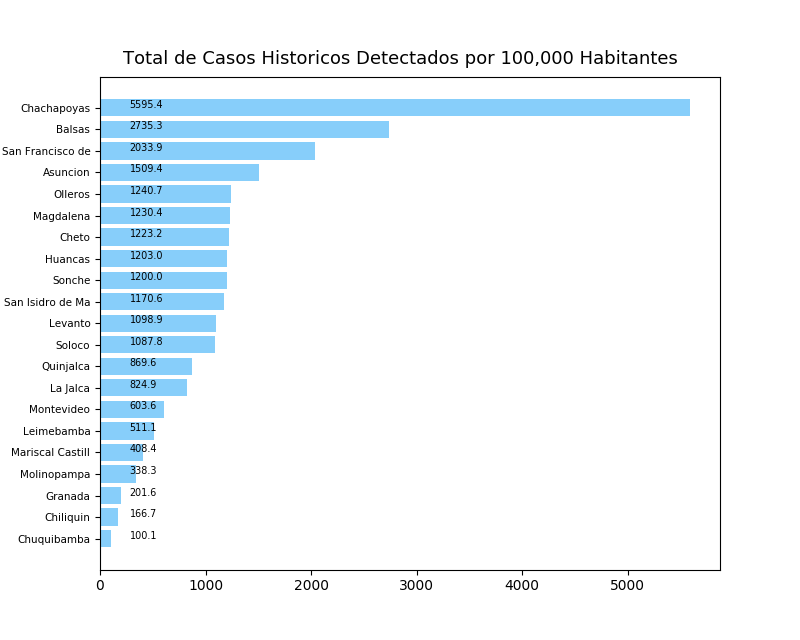 Total de Casos Historicos Detectados por 100,000 Habitantes
Chachapoyas 5595.4
Balsas 2735.3
San Francisco de 2033.9
Asuncion 1509.4
Olleros 1240.7
Magdalena 1230.4
Cheto 1223.2
Huancas 1203.0
Sonche 1200.0
San Isidro de Ma 1170.6
Levanto 1098.9
Soloco 1087.8
Quinjalca 869.6
La Jalca 824.9
Montevideo 603.6
Leimebamba 511.1
Mariscal Castill 408.4
Molinopampa 338.3
Granada 201.6
Chiliquin 166.7
Chuquibamba 100.1
0 1000 2000 3000 4000 5000